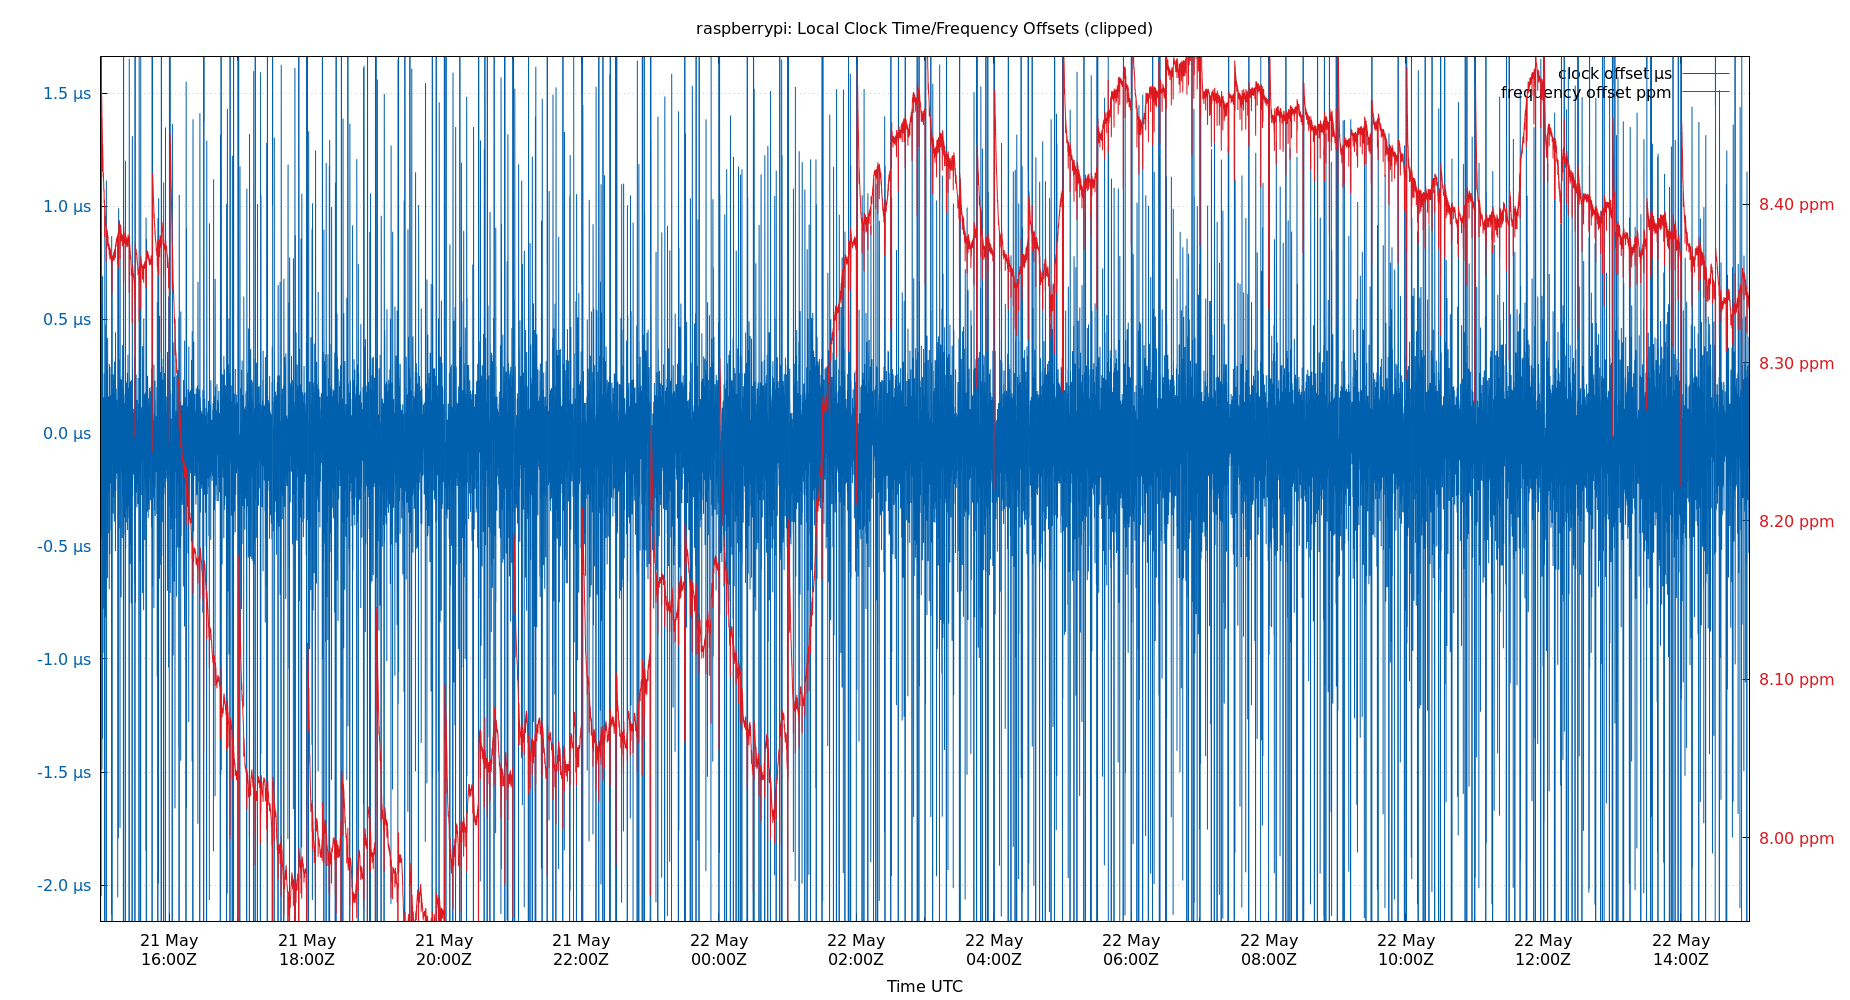 raspberrypi: Local Clock Time/Frequency Offsets (clipped)
clock offset µs
frequency offset ppm
1.5 µs
1.0 µs
0.5 µs
0.0 µs
-0.5 µs
-1.0 µs
-1.5 µs
-2.0 µs
8.40 ppm
8.30 ppm
8.20 ppm
8.10 ppm
8.00 ppm
21 May 21 May 21 May 21 May 22 May 22 May 22 May 22 May 22 May 22 May 22 May 22 May
16:00Z 18:00Z 20:00Z 22:00Z 00:00Z 02:00Z 04:00Z 06:00Z 08:00Z 10:00Z 12:00Z 14:00Z
Time UTC